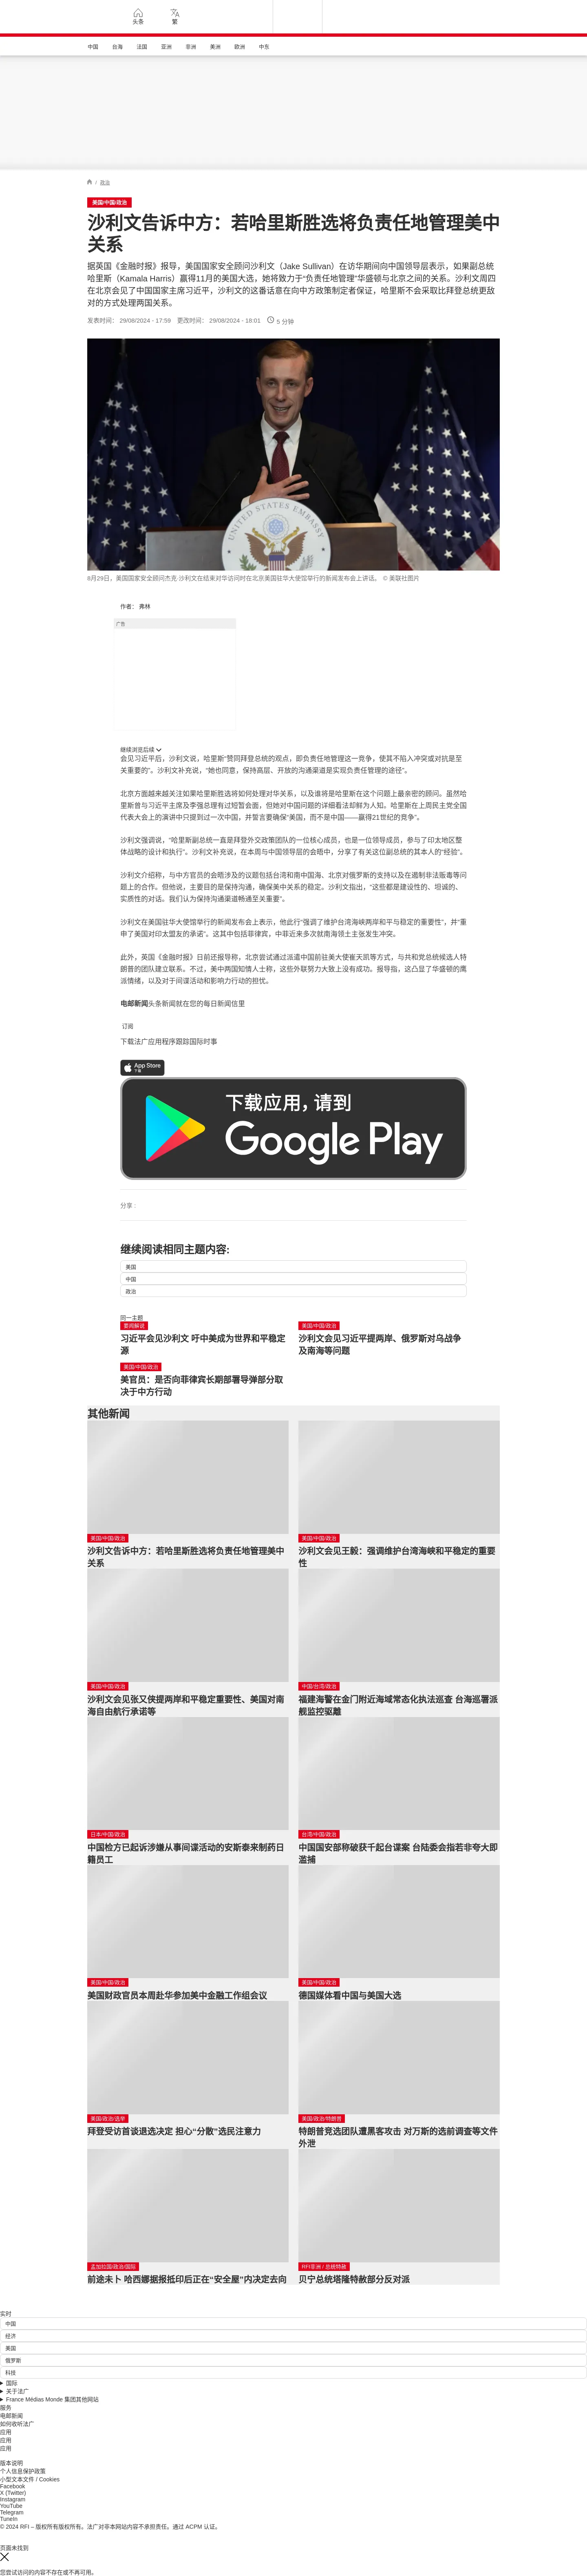 头条
繁
中国
台海
法国
亚洲
非洲
美洲
欧洲
中东
/ 政治
美国/中国/政治
沙利文告诉中方：若哈里斯胜选将负责任地管理美中
关系
据英国《金融时报》报导，美国国家安全顾问沙利文（Jake Sullivan）在访华期间向中国领导层表示，如果副总统
哈里斯（Kamala Harris）赢得11月的美国大选，她将致力于“负责任地管理”华盛顿与北京之间的关系。沙利文周四
在北京会见了中国国家主席习近平，沙利文的这番话意在向中方政策制定者保证，哈里斯不会采取比拜登总统更敌
对的方式处理两国关系。
发表时间： 29/08/2024 - 17:59 更改时间： 29/08/2024 - 18:01 5 分钟
UNITED STATES EMBASSY
8月29日，美国国家安全顾问杰克·沙利文在结束对华访问时在北京美国驻华大使馆举行的新闻发布会上讲话。 © 美联社图片
作者： 弗林
广告
继续浏览后续
会见习近平后，沙利文说，哈里斯“赞同拜登总统的观点，即负责任地管理这一竞争，使其不陷入冲突或对抗是至
关重要的”。沙利文补充说，“她也同意，保持高层、开放的沟通渠道是实现负责任管理的途径”。
北京方面越来越关注如果哈里斯胜选将如何处理对华关系，以及谁将是哈里斯在这个问题上最亲密的顾问。虽然哈
里斯曾与习近平主席及李强总理有过短暂会面，但她对中国问题的详细看法却鲜为人知。哈里斯在上周民主党全国
代表大会上的演讲中只提到过一次中国，并誓言要确保“美国，而不是中国——赢得21世纪的竞争”。
沙利文强调说，“哈里斯副总统一直是拜登外交政策团队的一位核心成员，也是一位领导成员，参与了印太地区整
体战略的设计和执行”。沙利文补充说，在本周与中国领导层的会晤中，分享了有关这位副总统的其本人的“经验”。
沙利文介绍称，与中方官员的会晤涉及的议题包括台湾和南中国海、北京对俄罗斯的支持以及在遏制非法贩毒等问
题上的合作。但他说，主要目的是保持沟通，确保美中关系的稳定。沙利文指出，“这些都是建设性的、坦诚的、
实质性的对话。我们认为保持沟通渠道畅通至关重要”。
沙利文在美国驻华大使馆举行的新闻发布会上表示，他此行“强调了维护台湾海峡两岸和平与稳定的重要性”，并“重
申了美国对印太盟友的承诺”。这其中包括菲律宾，中菲近来多次就南海领土主张发生冲突。
此外，英国《金融时报》日前还报导称，北京尝试通过派遣中国前驻美大使崔天凯等方式，与共和党总统候选人特
朗普的团队建立联系。不过，美中两国知情人士称，这些外联努力大致上没有成功。报导指，这凸显了华盛顿的鹰
派情绪，以及对于间谍活动和影响力行动的担忧。
电邮新闻头条新闻就在您的每日新闻信里
订阅
下载法广应用程序跟踪国际时事
App Store
下载
下载应用，请到
Google Play
分享 :
继续阅读相同主题内容:
美国
中国
政治
同一主题
要闻解说
习近平会见沙利文 吁中美成为世界和平稳定
源
美国/中国/政治
沙利文会见习近平提两岸、俄罗斯对乌战争
及南海等问题
美国/中国/政治
美官员：是否向菲律宾长期部署导弹部分取
决于中方行动
其他新闻
美国/中国/政治
沙利文告诉中方：若哈里斯胜选将负责任地管理美中
关系
美国/中国/政治
沙利文会见王毅：强调维护台湾海峡和平稳定的重要
性
美国/中国/政治
沙利文会见张又侠提两岸和平稳定重要性、美国对南
海自由航行承诺等
中国/台湾/政治
福建海警在金门附近海域常态化执法巡查 台海巡署派
舰监控驱離
日本/中国/政治
中国检方已起诉涉嫌从事间谍活动的安斯泰来制药日
籍员工
台湾/中国/政治
中国国安部称破获千起台谍案 台陆委会指若非夸大即
滥捕
美国/中国/政治
美国财政官员本周赴华参加美中金融工作组会议
美国/中国/政治
德国媒体看中国与美国大选
美国/政治/选举
拜登受访首谈退选决定 担心“分散”选民注意力
美国/政治/特朗普
特朗普竞选团队遭黑客攻击 对万斯的选前调查等文件
外泄
孟加拉国/政治/国际
前途未卜 哈西娜据报抵印后正在“安全屋”内决定去向
RFI非洲 / 总统特赦
贝宁总统塔隆特赦部分反对派
实时
中国
经济
美国
俄罗斯
科技
国际
关于法广
France Médias Monde 集团其他网站
服务
电邮新闻
如何收听法广
应用
应用
应用
版本说明
个人信息保护政策
小型文本文件 / Cookies
Facebook
X (Twitter)
Instagram
YouTube
Telegram
TuneIn
© 2024 RFI – 版权所有版权所有。法广对非本网站内容不承担责任。通过 ACPM 认证。
页面未找到
您尝试访问的内容不存在或不再可用。